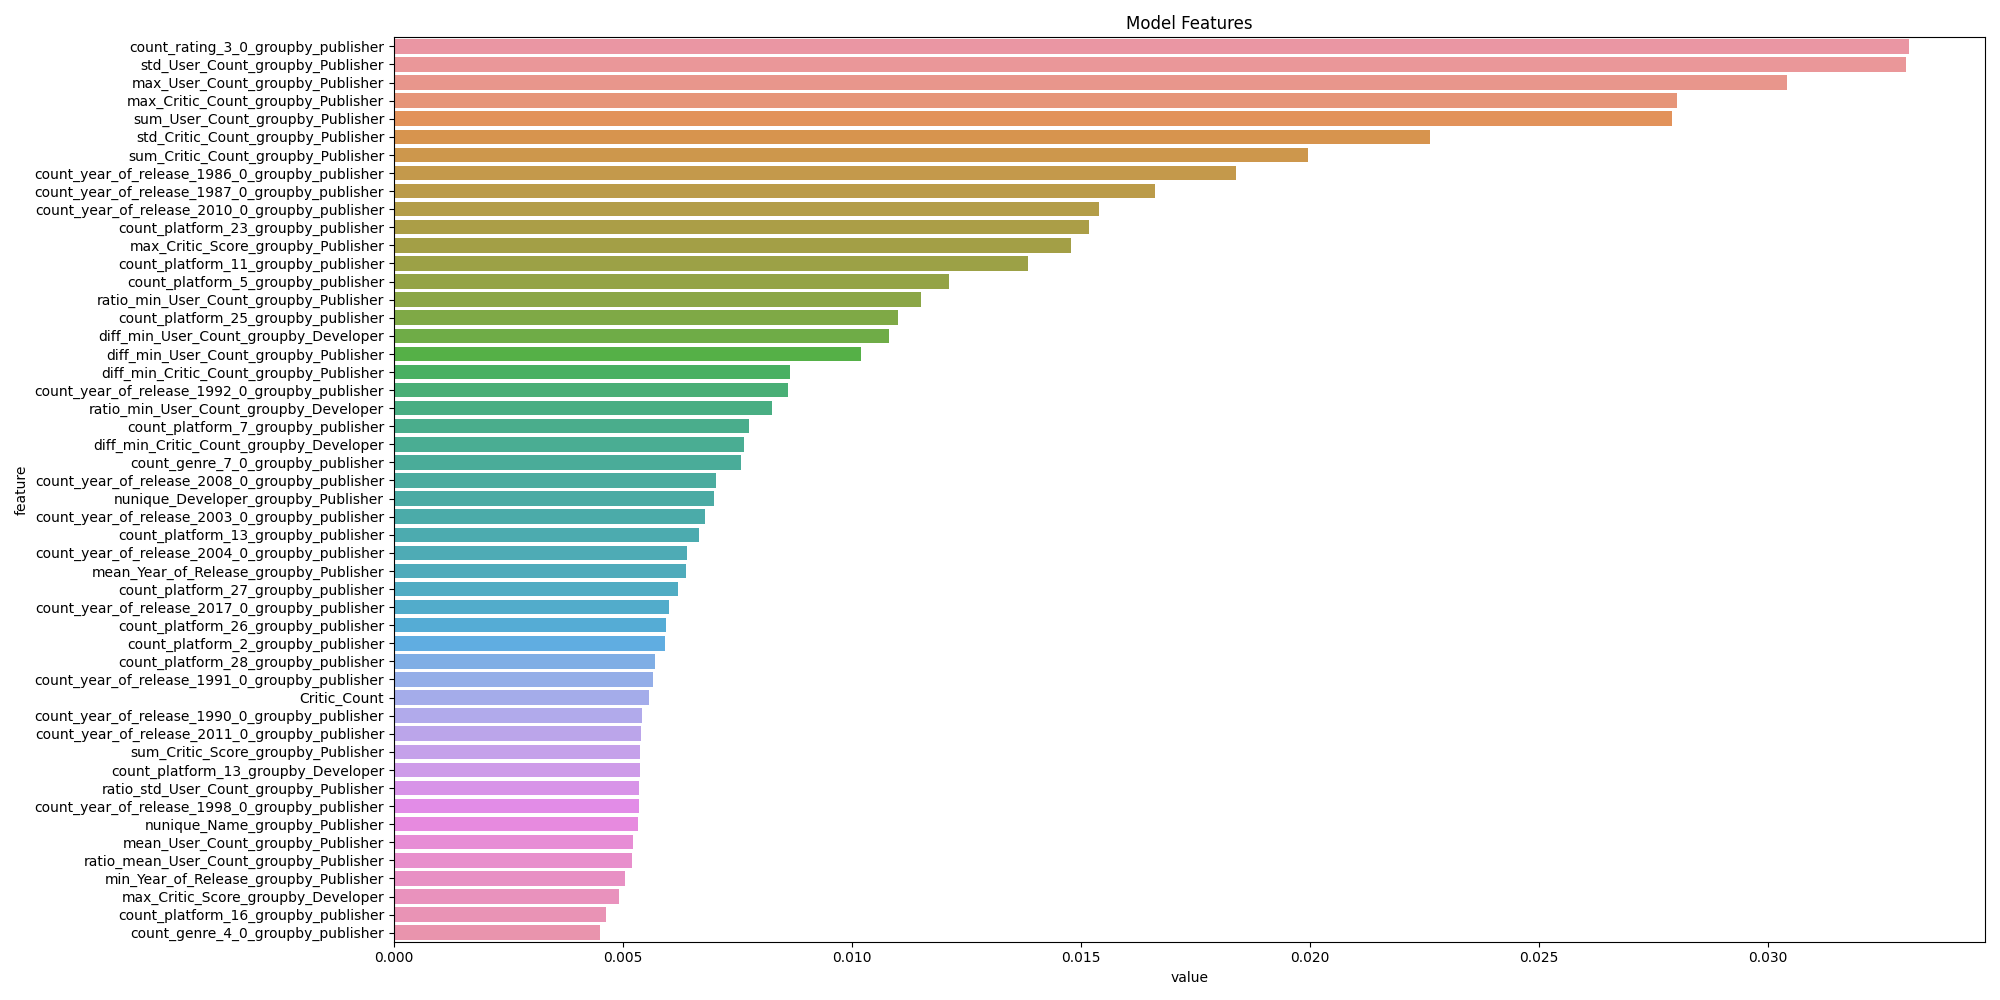 Model Features
count_rating_3_0_groupby_publisher
std_User_Count_groupby_Publisher
max_User_Count_groupby_Publisher
max_Critic_Count_groupby_Publisher
sum_User_Count_groupby_Publisher
std_Critic_Count_groupby_Publisher
sum_Critic_Count_groupby_Publisher
count_year_of_release_1986_0_groupby_publisher
count_year_of_release_1987_0_groupby_publisher
count_year_of_release_2010_0_groupby_publisher
count_platform_23_groupby_publisher
max_Critic_Score_groupby_Publisher
count_platform_11_groupby_publisher
count_platform_5_groupby_publisher
ratio_min_User_Count_groupby_Publisher
count_platform_25_groupby_publisher
diff_min_User_Count_groupby_Developer
diff_min_User_Count_groupby_Publisher
diff_min_Critic_Count_groupby_Publisher
count_year_of_release_1992_0_groupby_publisher
ratio_min_User_Count_groupby_Developer
count_platform_7_groupby_publisher
diff_min_Critic_Count_groupby_Developer
count_genre_7_0_groupby_publisher
count_year_of_release_2008_0_groupby_publisher
nunique_Developer_groupby_Publisher
count_year_of_release_2003_0_groupby_publisher
count_platform_13_groupby_publisher
count_year_of_release_2004_0_groupby_publisher
mean_Year_of_Release_groupby_Publisher
count_platform_27_groupby_publisher
count_year_of_release_2017_0_groupby_publisher
count_platform_26_groupby_publisher
count_platform_2_groupby_publisher
count_platform_28_groupby_publisher
count_year_of_release_1991_0_groupby_publisher
Critic_Count
count_year_of_release_1990_0_groupby_publisher
count_year_of_release_2011_0_groupby_publisher
sum_Critic_Score_groupby_Publisher
count_platform_13_groupby_Developer
ratio_std_User_Count_groupby_Publisher
count_year_of_release_1998_0_groupby_publisher
nunique_Name_groupby_Publisher
mean_User_Count_groupby_Publisher
ratio_mean_User_Count_groupby_Publisher
min_Year_of_Release_groupby_Publisher
max_Critic_Score_groupby_Developer
count_platform_16_groupby_publisher
count_genre_4_0_groupby_publisher
feature
0.000 0.005 0.010 0.015 0.020 0.025 0.030
value